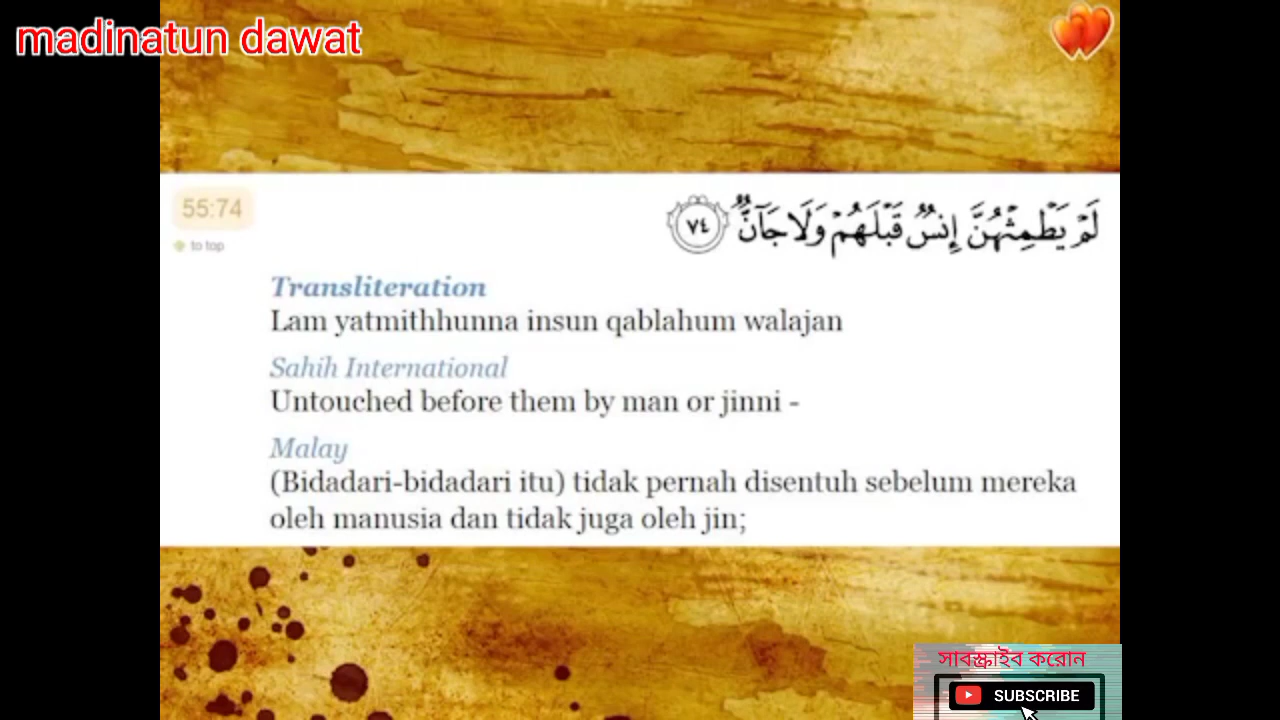 madinatun dawat
55:74
to top
لَمْ يَطْمِثْهُنَّ إِنسٌ قَبْلَهُمْ وَلَا جَآنٌّ ٧٤
Transliteration
Lam yatmithhunna insun qablahum walajan
Sahih International
Untouched before them by man or jinni -
Malay
(Bidadari-bidadari itu) tidak pernah disentuh sebelum mereka
oleh manusia dan tidak juga oleh jin;
সাবস্ক্রাইব করোন
SUBSCRIBE